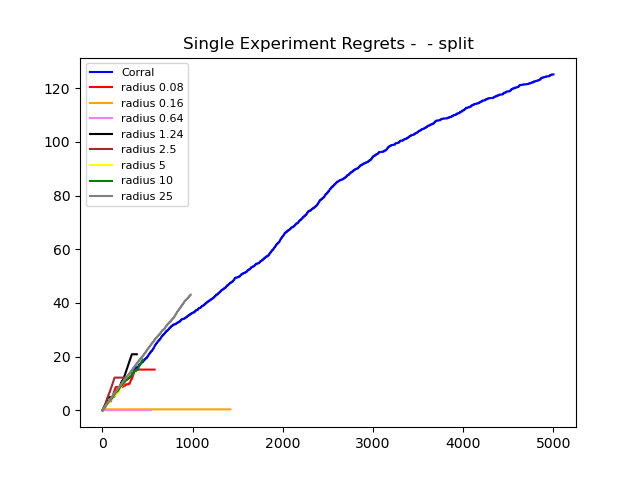 Single Experiment Regrets -  - split
Corral
radius 0.08
radius 0.16
radius 0.64
radius 1.24
radius 2.5
radius 5
radius 10
radius 25
120
100
80
60
40
20
0
0 1000 2000 3000 4000 5000